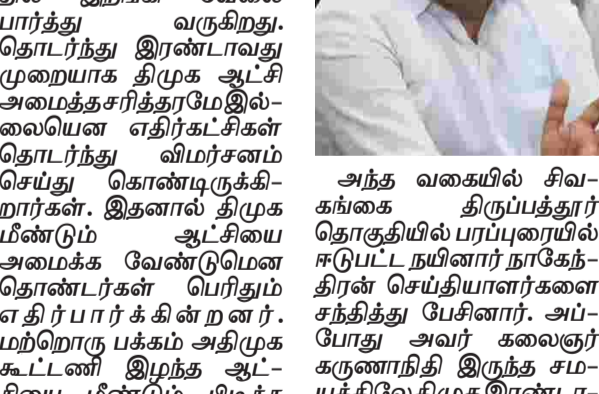 பார்த்து வருகிறது.
தொடர்ந்து இரண்டாவது
முறையாக திமுக ஆட்சி
அமைத்தசரித்தரமேஇல்-
லையென எதிர்கட்சிகள்
தொடர்ந்து விமர்சனம்
செய்து கொண்டிருக்கி-
றார்கள். இதனால் திமுக
மீண்டும் ஆட்சியை
அமைக்க வேண்டுமென
தொண்டர்கள் பெரிதும்
எதிர்பார்க்கின்றனர்.
மற்றொரு பக்கம் அதிமுக
கூட்டணி இழந்த ஆட்-
அந்த வகையில் சிவ-
கங்கை திருப்பத்தூர்
தொகுதியில் பரப்புரையில்
ஈடுபட்ட நயினார் நாகேந்-
திரன் செய்தியாளர்களை
சந்தித்து பேசினார். அப்-
போது அவர் கலைஞர்
கருணாநிதி இருந்த சம-